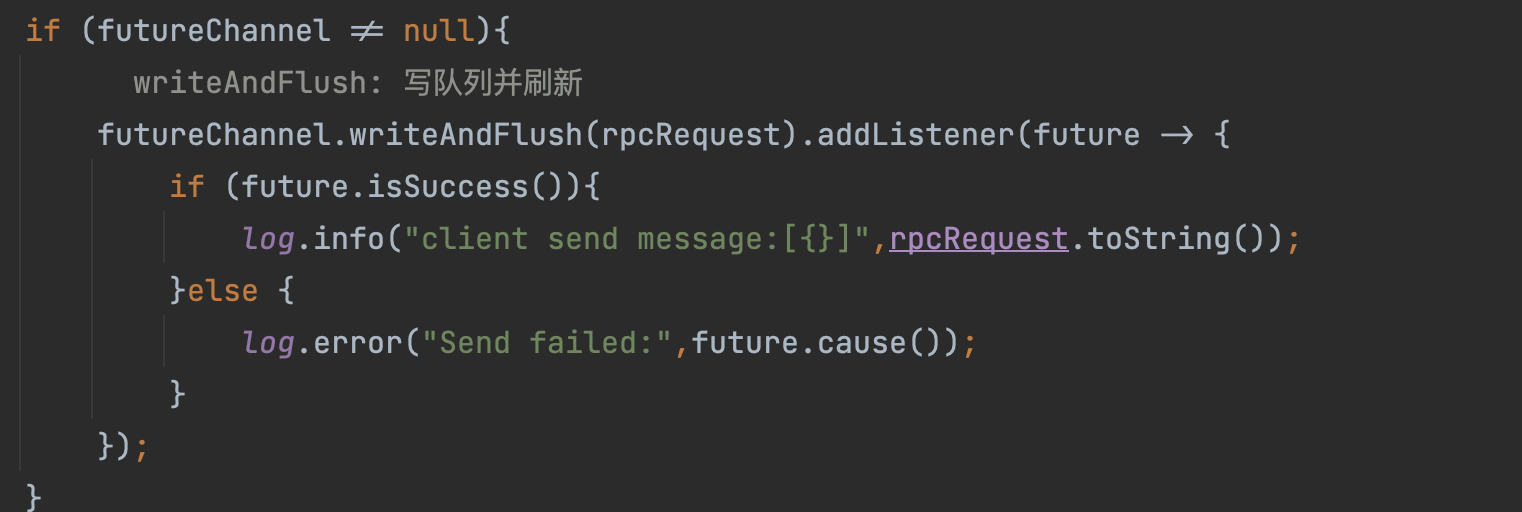 if (futureChannel ≠ null){
writeAndFlush: 写队列并刷新
futureChannel.writeAndFlush(rpcRequest).addListener(future → {
if (future.isSuccess()){
log.info("client send message:[{}]",rpcRequest.toString());
}else {
log.error("Send failed:",future.cause());
}
});
}